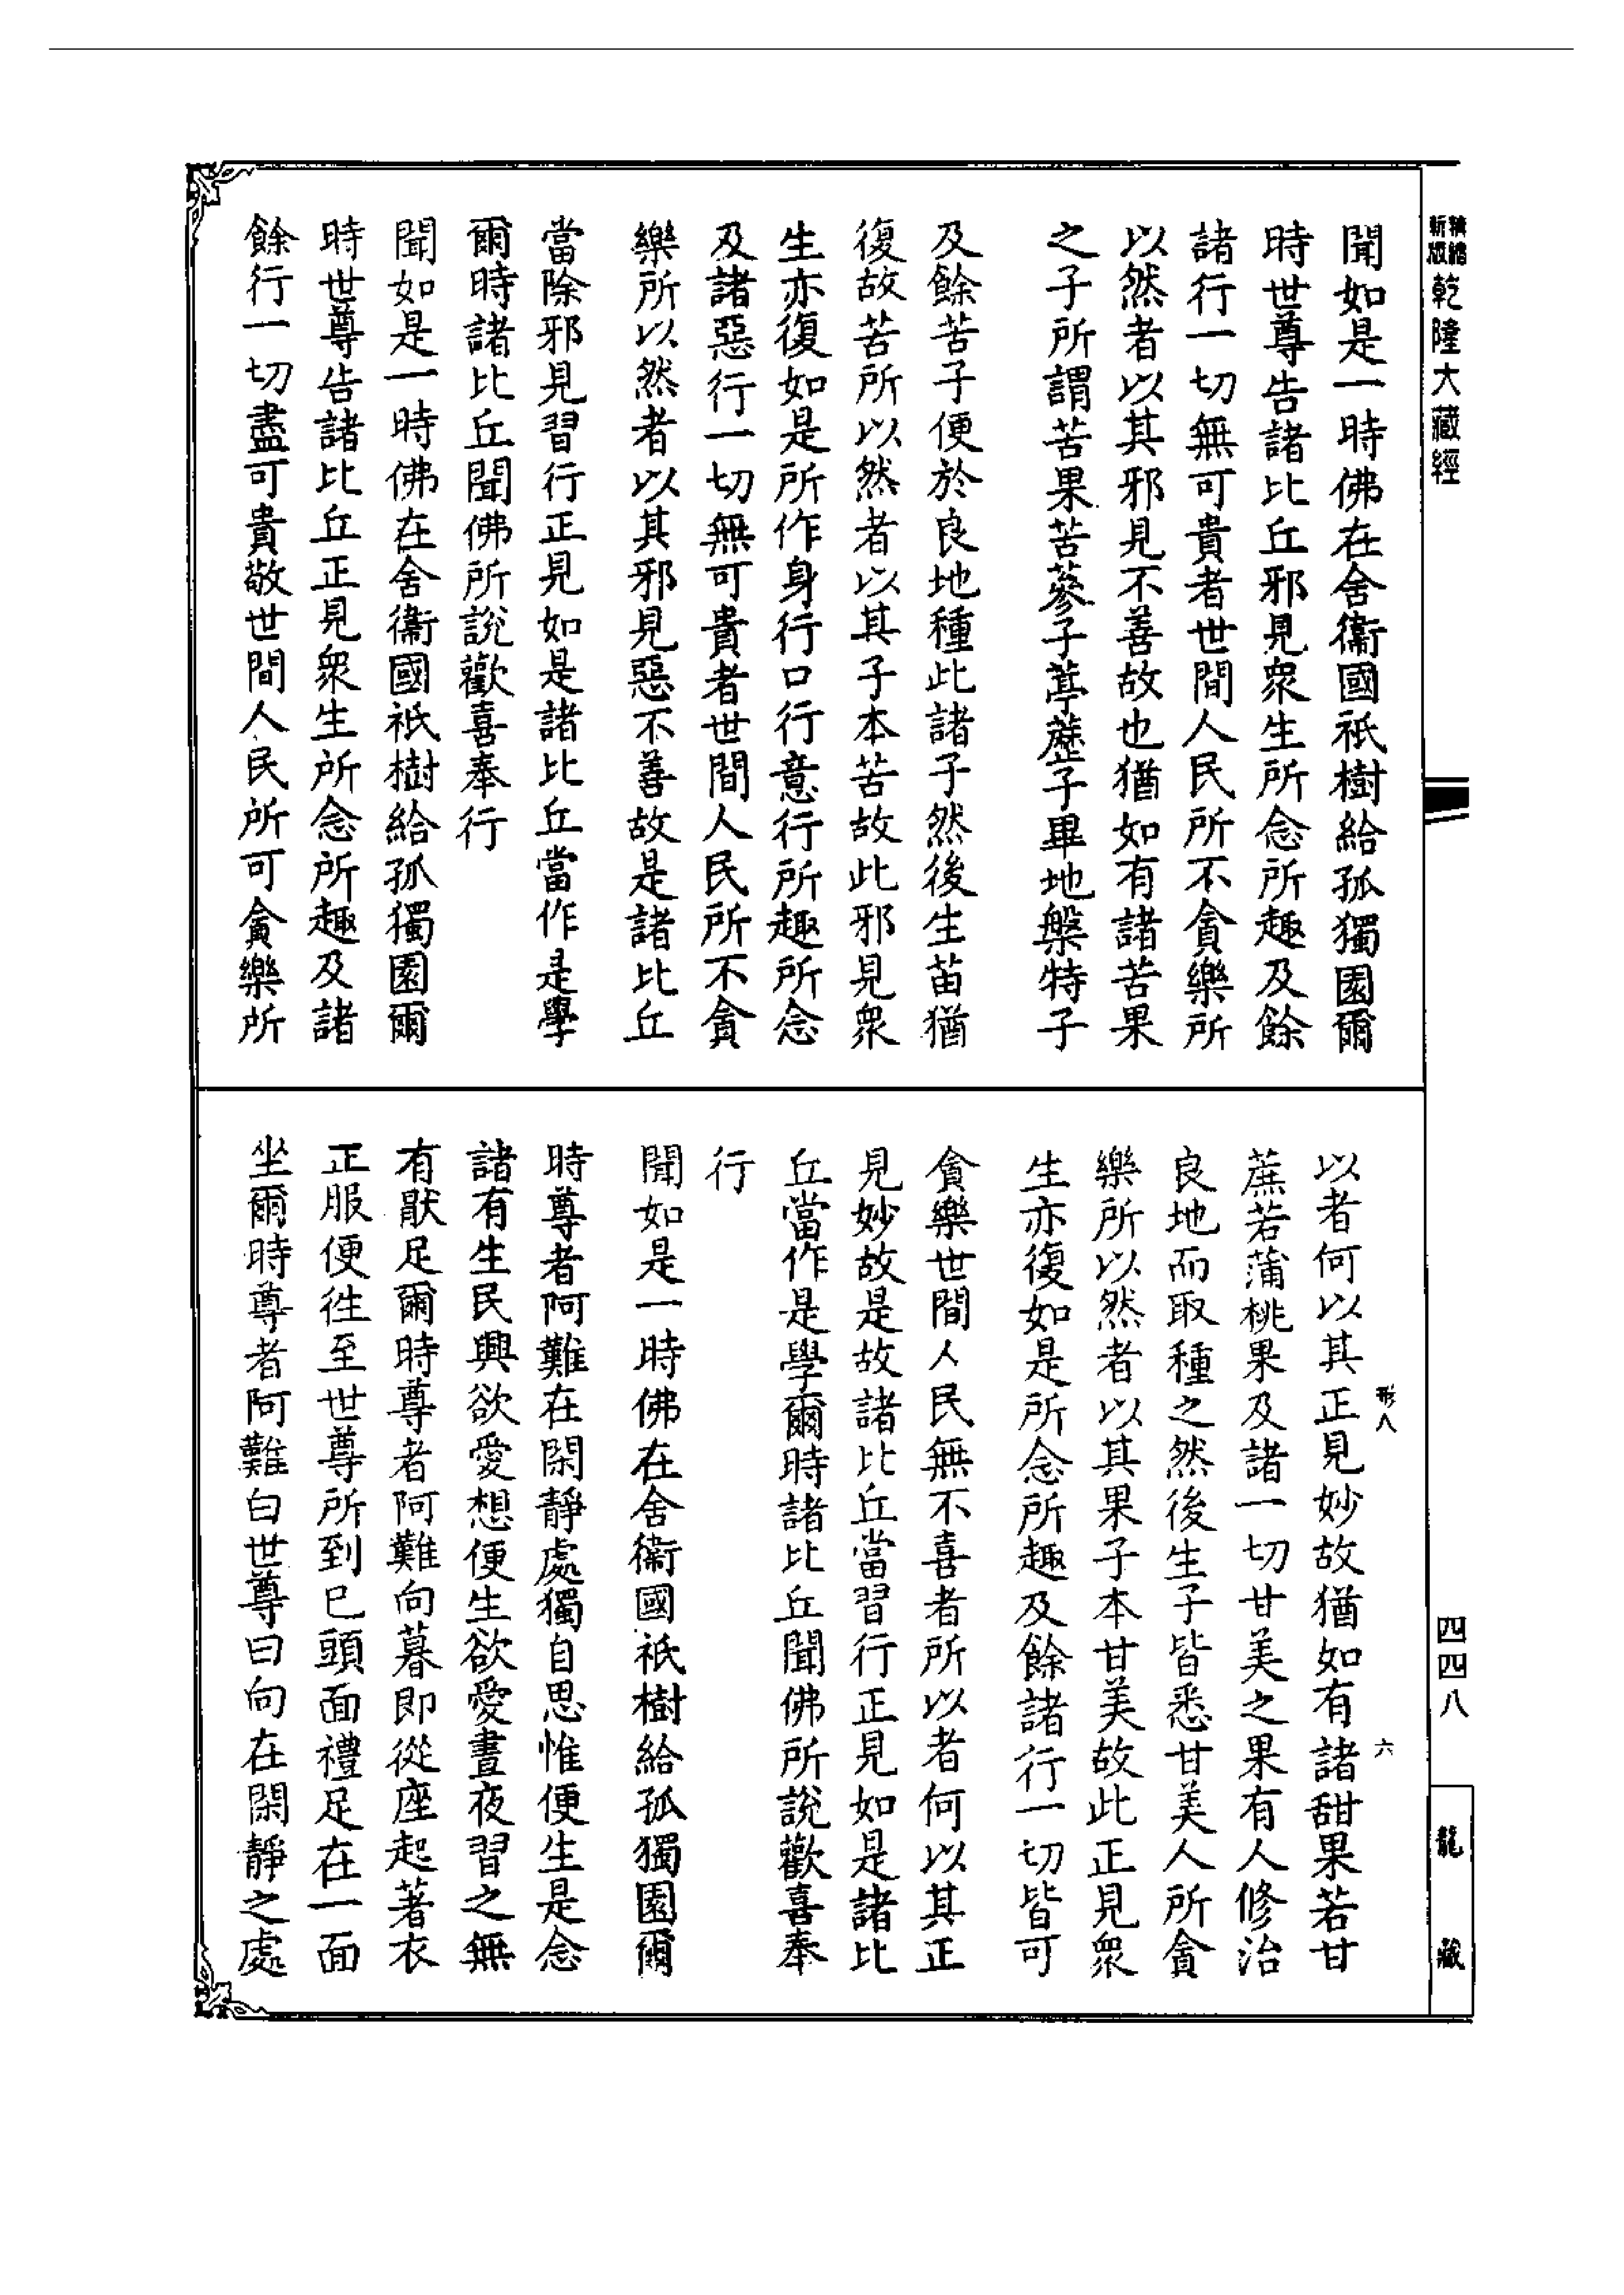 乾隆大藏經
聞如是一時佛在舍衞國祇樹給孤獨園爾
時世尊告諸比丘邪見眾生所念所趣及餘
諸行一切無可貴者世間人民所不貪樂所
以然者以其邪見不善故也猶如有諸苦果
之子所謂苦果苦蔘子葶藶子畢地槃特子
及餘苦子便於良地種此諸子然後生苗猶
復故苦所以然者以其子本苦故此邪見眾
生亦復如是所作身行口行意行所趣所念
及諸惡行一切無可貴者世間人民所不貪
樂所以然者以其邪見惡不善故是諸比丘
當除邪見習行正見如是諸比丘當作是學
爾時諸比丘聞佛所說歡喜奉行
聞如是一時佛在舍衞國祇樹給孤獨園爾
時世尊告諸比丘正見眾生所念所趣及諸
餘行一切盡可貴敬世間人民所可貪樂所
以者何以其正見妙故猶如有諸甜果若甘
蔗若蒲桃果及諸一切甘美之果有人修治
良地而取種之然後生子皆悉甘美人所貪
樂所以然者以其果子本甘美故此正見眾
生亦復如是所念所趣及餘諸行一切皆可
貪樂世間人民無不喜者所以者何以其正
見妙故是故諸比丘當習行正見如是諸比
丘當作是學爾時諸比丘聞佛所說歡喜奉
行
聞如是一時佛在舍衞國祇樹給孤獨園爾
時尊者阿難在閑靜處獨自思惟便生是念
諸有生民興欲愛想便生欲愛晝夜習之無
有猒足爾時尊者阿難向暮即從座起著衣
正服便往至世尊所到已頭面禮足在一面
坐爾時尊者阿難白世尊曰向在閑靜之處
形八
六
四四八
龍藏